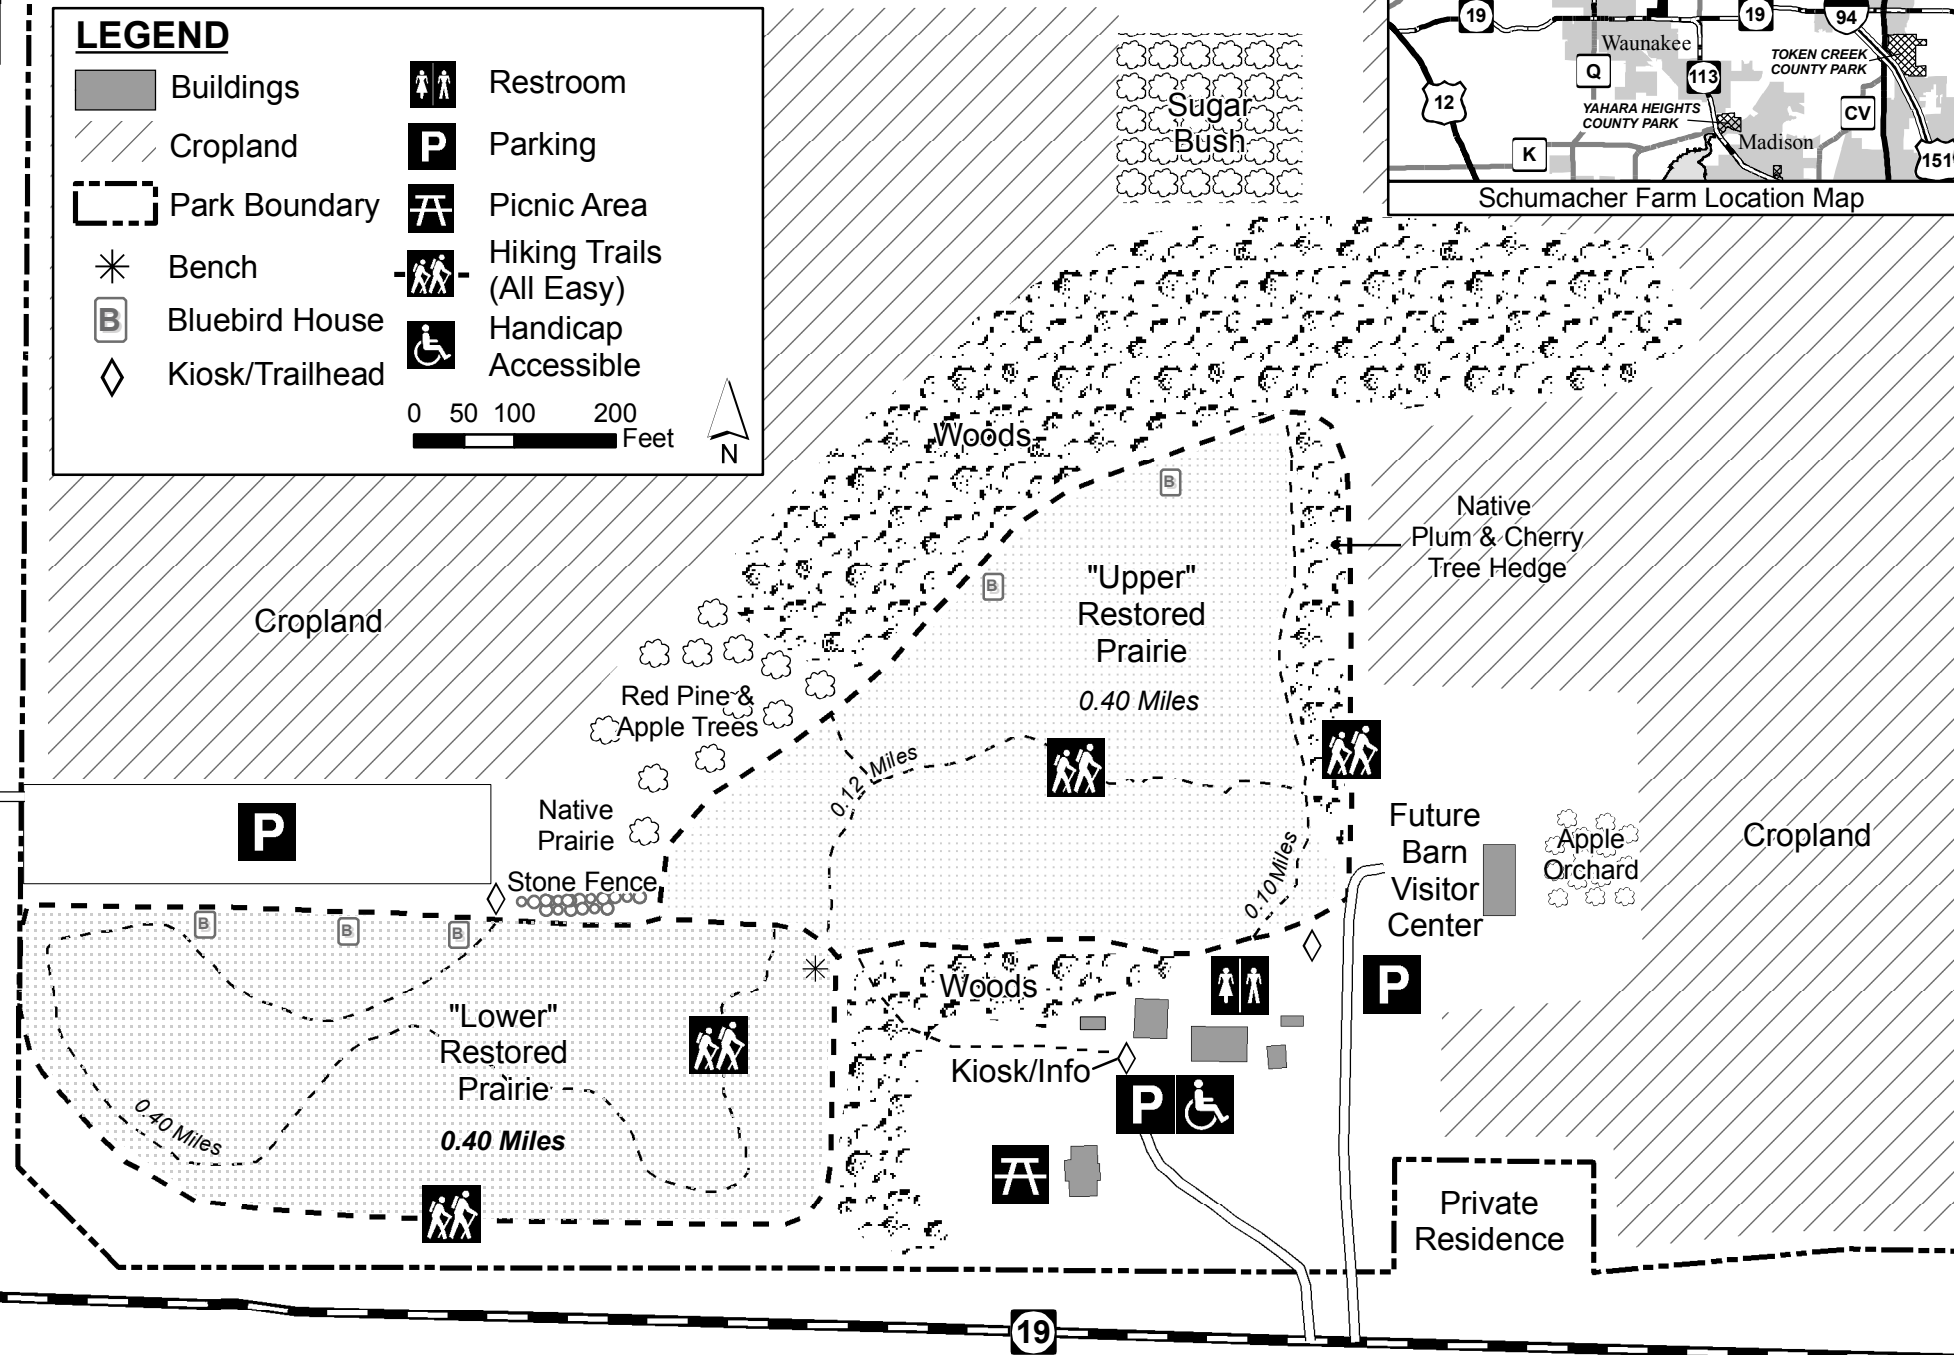 LEGEND
Buildings
Cropland
Park Boundary
Bench
B
Bluebird House
Kiosk/Trailhead
Restroom
P
Parking
Picnic Area
Hiking Trails
(All Easy)
Handicap
Accessible
0 50 100 200
Feet
N
Sugar
Bush
19
19
94
Waunakee
TOKEN CREEK
COUNTY PARK
Q
113
12
YAHARA HEIGHTS
COUNTY PARK
CV
Madison
K
151
Schumacher Farm Location Map
Woods
B
Native
Plum & Cherry
Tree Hedge
B
"Upper"
Restored
Prairie
0.40 Miles
Cropland
Red Pine &
Apple Trees
0.12 Miles
Native
Prairie
P
Stone Fence
Future
Barn
Visitor
Center
Apple
Orchard
Cropland
0.10 Miles
B
B
B
Woods
P
"Lower"
Restored
Prairie
0.40 Miles
0.40 Miles
Kiosk/Info
P
Private
Residence
19